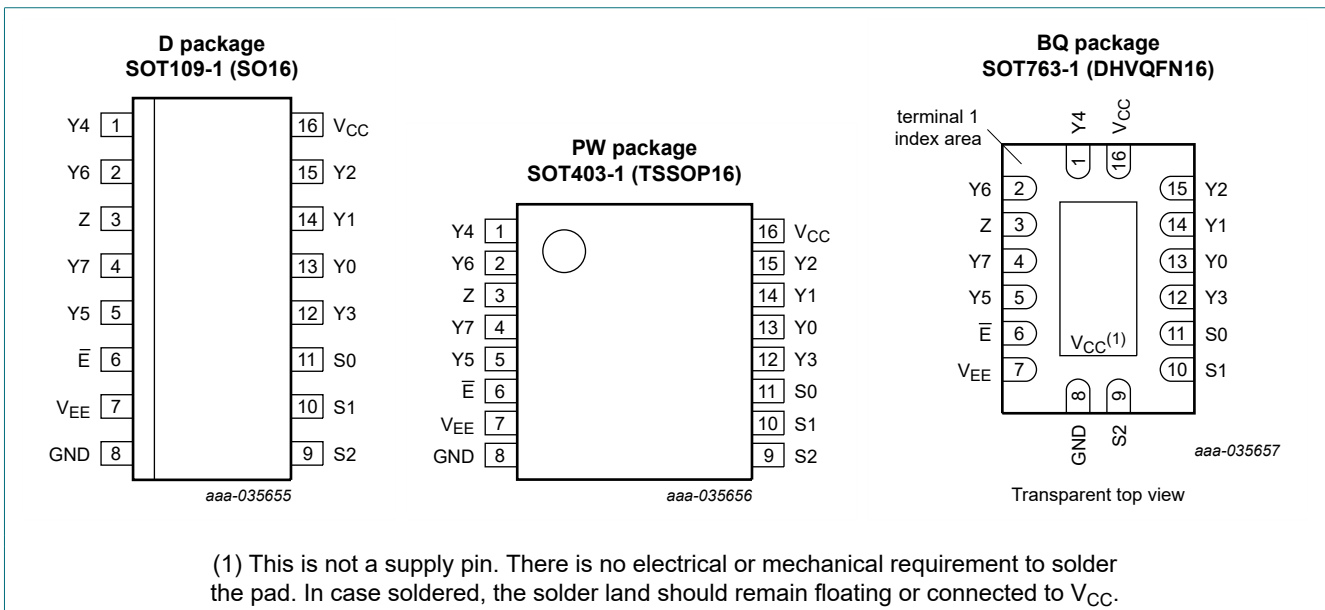 D package
SOT109-1 (SO16)
Y4 1 16 VCC
Y6 2 15 Y2
Z 3 14 Y1
Y7 4 13 Y0
Y5 5 12 Y3
E̅ 6 11 S0
VEE 7 10 S1
GND 8 9 S2
aaa-035655
PW package
SOT403-1 (TSSOP16)
Y4 1 16 VCC
Y6 2 15 Y2
Z 3 14 Y1
Y7 4 13 Y0
Y5 5 12 Y3
E̅ 6 11 S0
VEE 7 10 S1
GND 8 9 S2
aaa-035656
BQ package
SOT763-1 (DHVQFN16)
terminal 1
index area
Y4 VCC
1 16
Y6 2 15 Y2
Z 3 14 Y1
Y7 4 13 Y0
Y5 5 12 Y3
E̅ 6 11 S0
VCC(1)
VEE 7 10 S1
8 9
GND S2
aaa-035657
Transparent top view
(1) This is not a supply pin. There is no electrical or mechanical requirement to solder
the pad. In case soldered, the solder land should remain floating or connected to VCC.